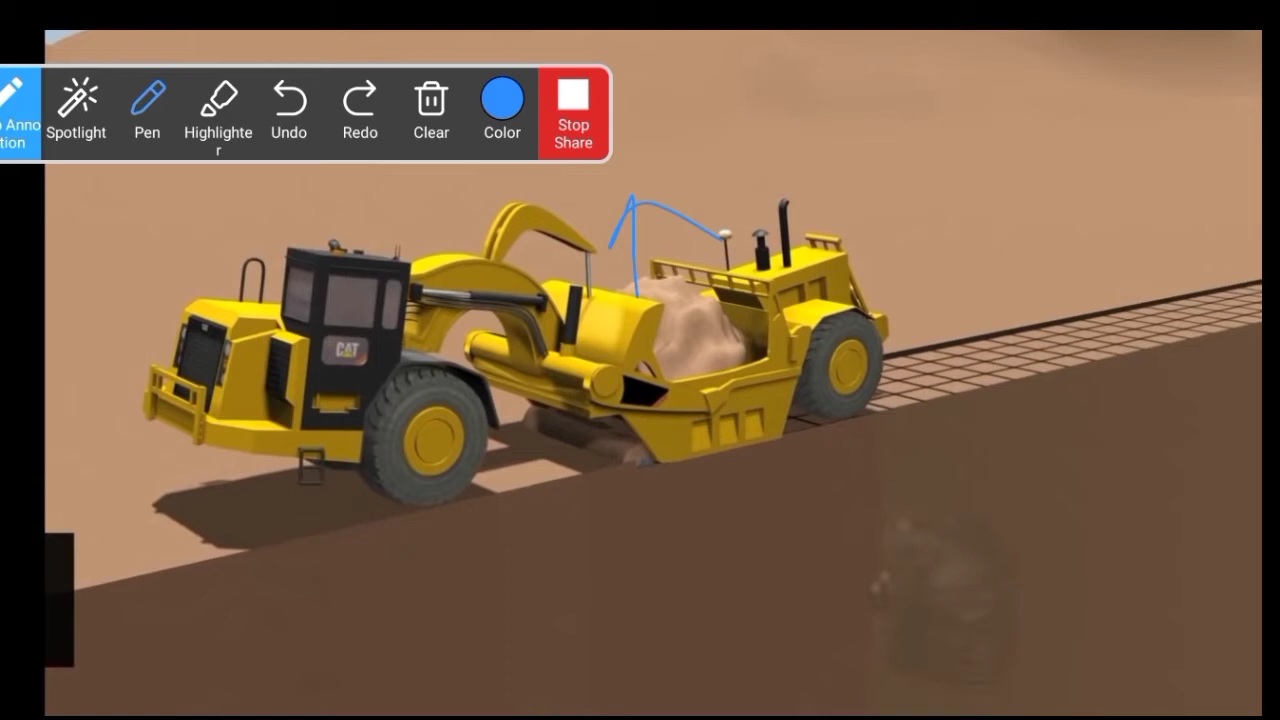 Anno
tion
Spotlight
Pen
Highlighte
r
Undo
Redo
Clear
Color
Stop
Share
CAT